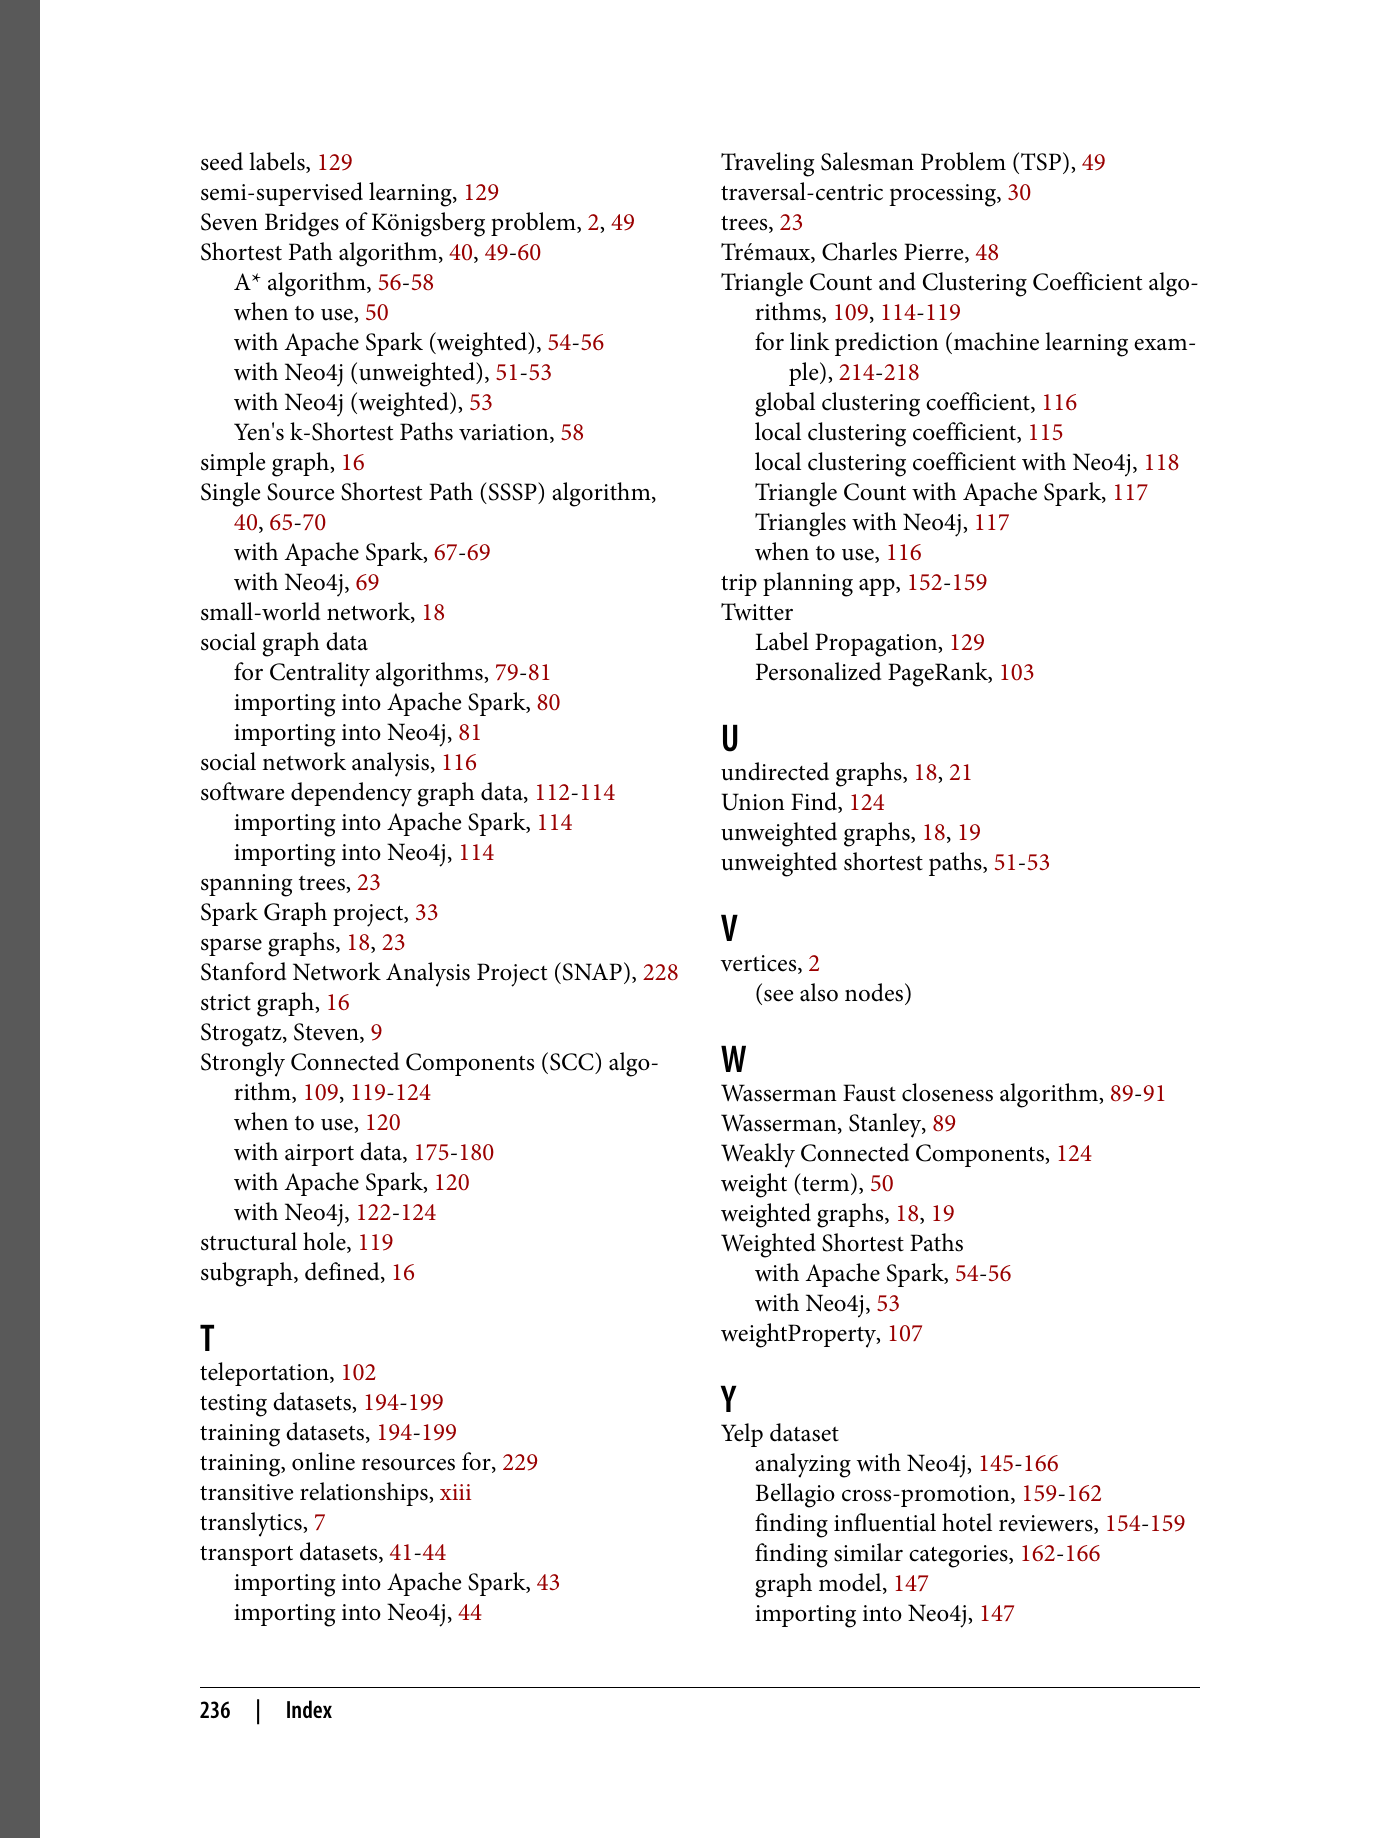 seed labels, 129
semi-supervised learning, 129
Seven Bridges of Königsberg problem, 2, 49
Shortest Path algorithm, 40, 49-60
A* algorithm, 56-58
when to use, 50
with Apache Spark (weighted), 54-56
with Neo4j (unweighted), 51-53
with Neo4j (weighted), 53
Yen's k-Shortest Paths variation, 58
simple graph, 16
Single Source Shortest Path (SSSP) algorithm,
40, 65-70
with Apache Spark, 67-69
with Neo4j, 69
small-world network, 18
social graph data
for Centrality algorithms, 79-81
importing into Apache Spark, 80
importing into Neo4j, 81
social network analysis, 116
software dependency graph data, 112-114
importing into Apache Spark, 114
importing into Neo4j, 114
spanning trees, 23
Spark Graph project, 33
sparse graphs, 18, 23
Stanford Network Analysis Project (SNAP), 228
strict graph, 16
Strogatz, Steven, 9
Strongly Connected Components (SCC) algo-
rithm, 109, 119-124
when to use, 120
with airport data, 175-180
with Apache Spark, 120
with Neo4j, 122-124
structural hole, 119
subgraph, defined, 16
T
teleportation, 102
testing datasets, 194-199
training datasets, 194-199
training, online resources for, 229
transitive relationships, xiii
translytics, 7
transport datasets, 41-44
importing into Apache Spark, 43
importing into Neo4j, 44
Traveling Salesman Problem (TSP), 49
traversal-centric processing, 30
trees, 23
Trémaux, Charles Pierre, 48
Triangle Count and Clustering Coefficient algo-
rithms, 109, 114-119
for link prediction (machine learning exam-
ple), 214-218
global clustering coefficient, 116
local clustering coefficient, 115
local clustering coefficient with Neo4j, 118
Triangle Count with Apache Spark, 117
Triangles with Neo4j, 117
when to use, 116
trip planning app, 152-159
Twitter
Label Propagation, 129
Personalized PageRank, 103
U
undirected graphs, 18, 21
Union Find, 124
unweighted graphs, 18, 19
unweighted shortest paths, 51-53
V
vertices, 2
(see also nodes)
W
Wasserman Faust closeness algorithm, 89-91
Wasserman, Stanley, 89
Weakly Connected Components, 124
weight (term), 50
weighted graphs, 18, 19
Weighted Shortest Paths
with Apache Spark, 54-56
with Neo4j, 53
weightProperty, 107
Y
Yelp dataset
analyzing with Neo4j, 145-166
Bellagio cross-promotion, 159-162
finding influential hotel reviewers, 154-159
finding similar categories, 162-166
graph model, 147
importing into Neo4j, 147
236 | Index